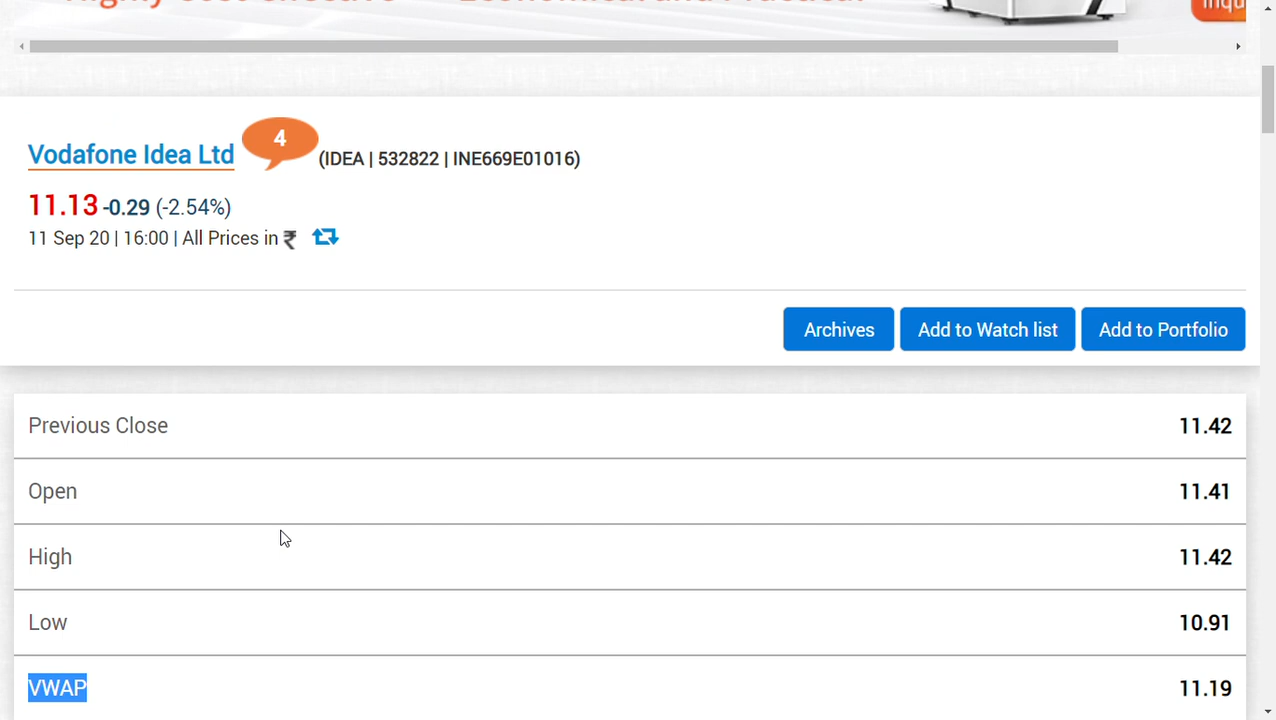 Vodafone Idea Ltd 4 (IDEA | 532822 | INE669E01016)
11.13 -0.29 (-2.54%)
11 Sep 20 | 16:00 | All Prices in ₹
Archives Add to Watch list Add to Portfolio
Previous Close 11.42
Open 11.41
High 11.42
Low 10.91
VWAP 11.19